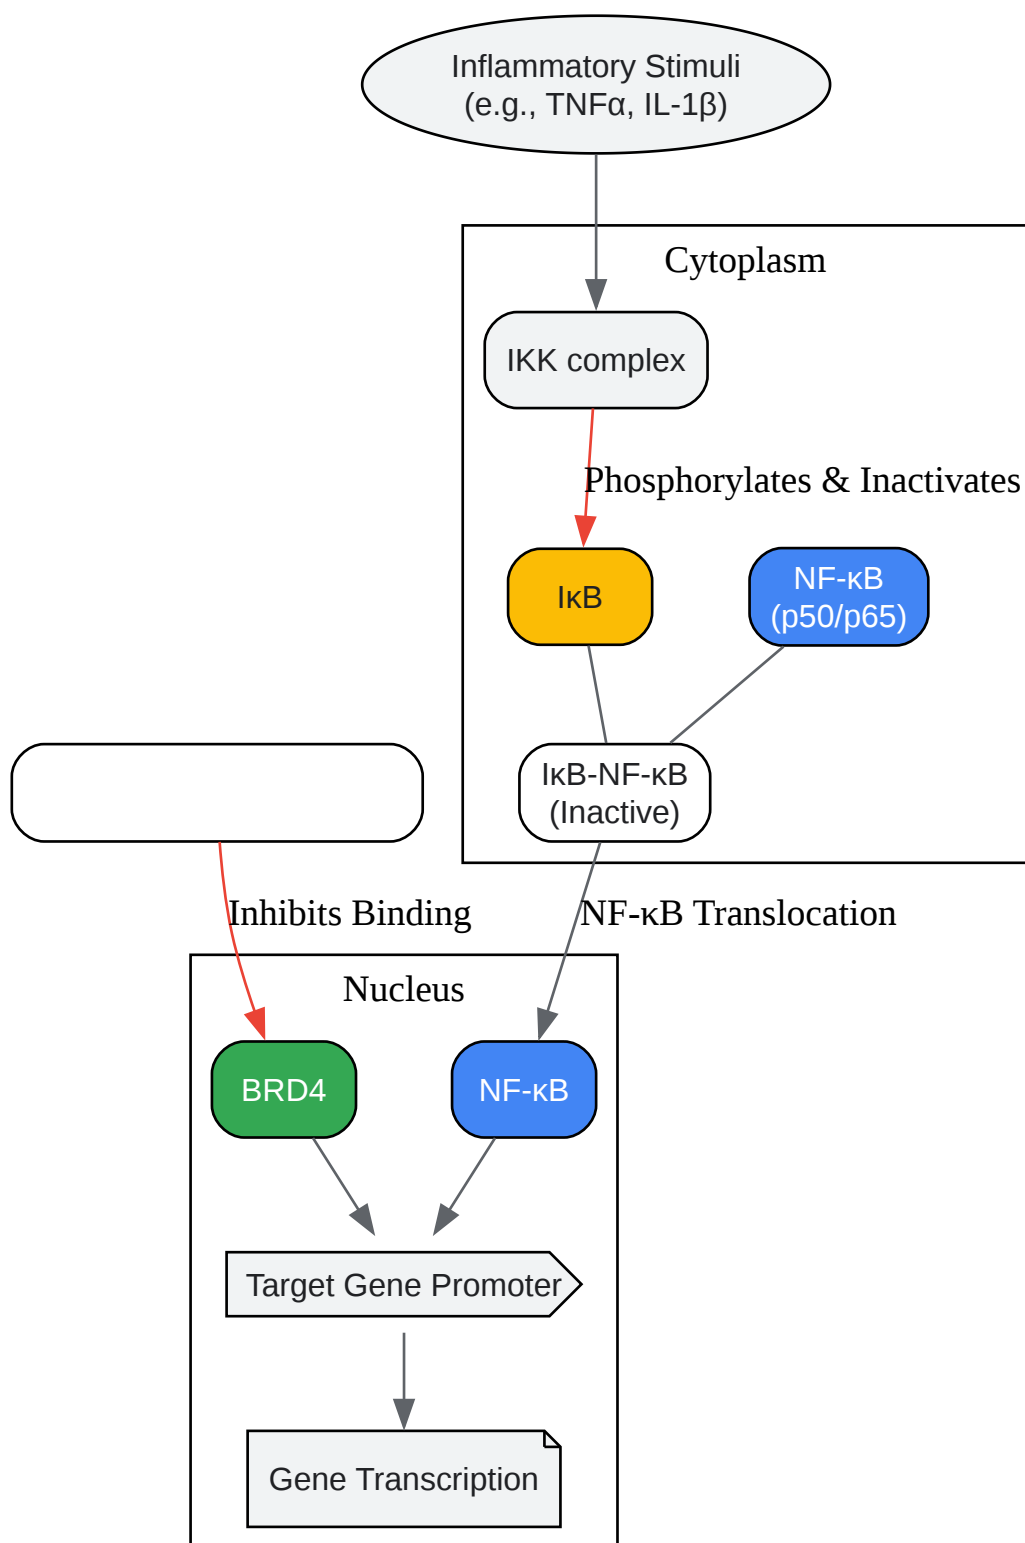 Inflammatory Stimuli
(e.g., TNFα, IL-1β)
Cytoplasm
IKK complex
Phosphorylates & Inactivates
IκB
NF-κB
(p50/p65)
IκB-NF-κB
(Inactive)
Inhibits Binding
NF-κB Translocation
Nucleus
BRD4
NF-κB
Target Gene Promoter
Gene Transcription